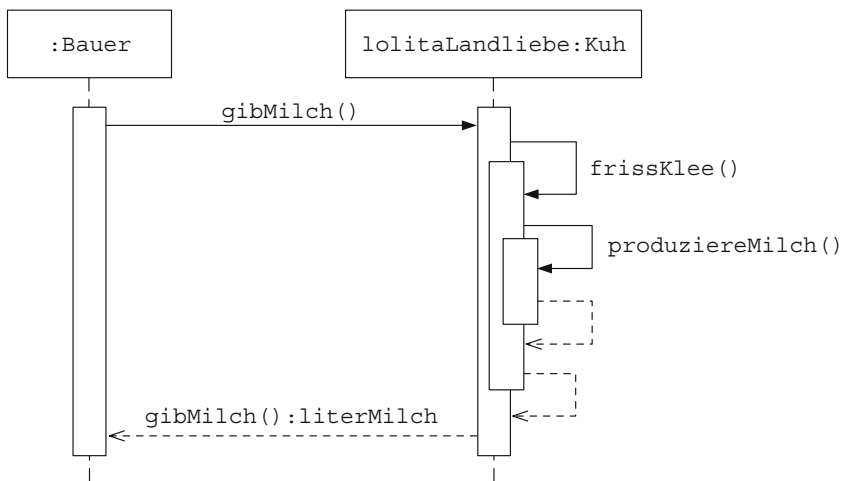 :Bauer
lolitaLandliebe:Kuh
gibMilch()
frissKlee()
produziereMilch()
gibMilch():literMilch